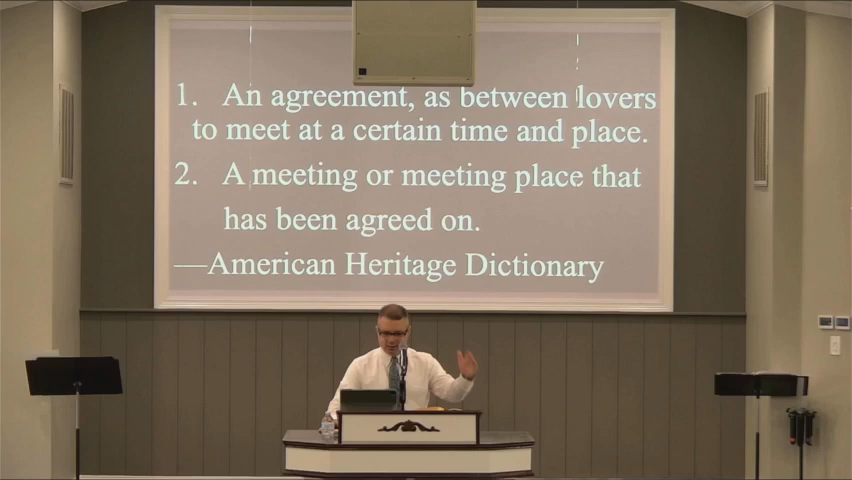 1. An agreement, as between lovers
to meet at a certain time and place.
2. A meeting or meeting place that
has been agreed on.
—American Heritage Dictionary